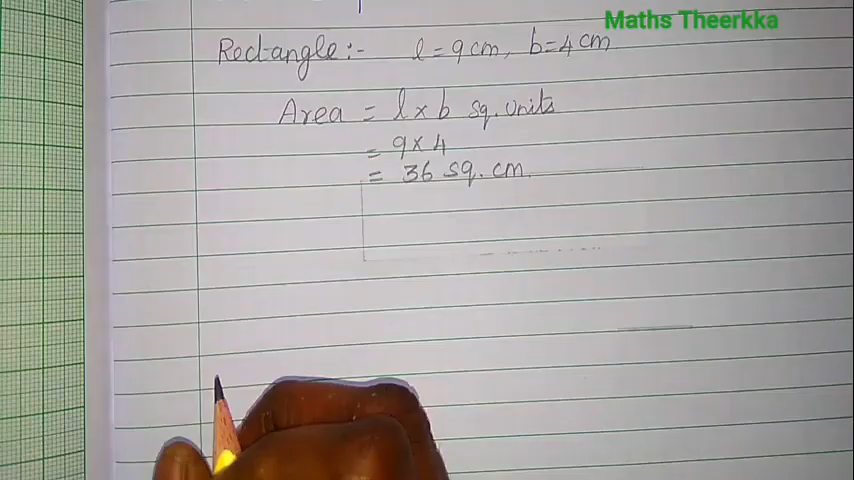 Maths Theerkka
Rectangle:- l = 9 cm, b = 4 cm
Area = l × b sq. units
= 9 × 4
= 36 sq. cm